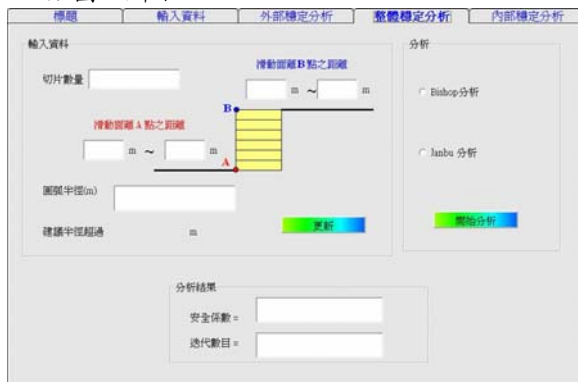 標題 輸入資料 外部穩定分析 整體穩定分析 內部穩定分析
輸入資料
切片數量
滑動面離B點之距離
m ~ m
B
滑動面離A點之距離
m ~ m
A
圓弧半徑(m)
建議半徑超過 m
更新
分析
Bishop分析
Janbu 分析
開始分析
分析結果
安全係數 =
迭代數目 =